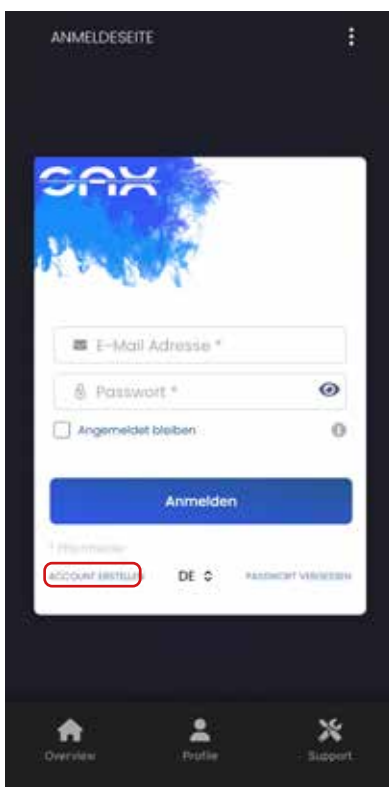 ANMELDESEITE
SAX
E-Mail Adresse *
Passwort *
Angemeldet bleiben
Anmelden
* Pflichtfelder
ACCOUNT ERSTELLEN DE PASSWORT VERGESSEN
Overview Profile Support